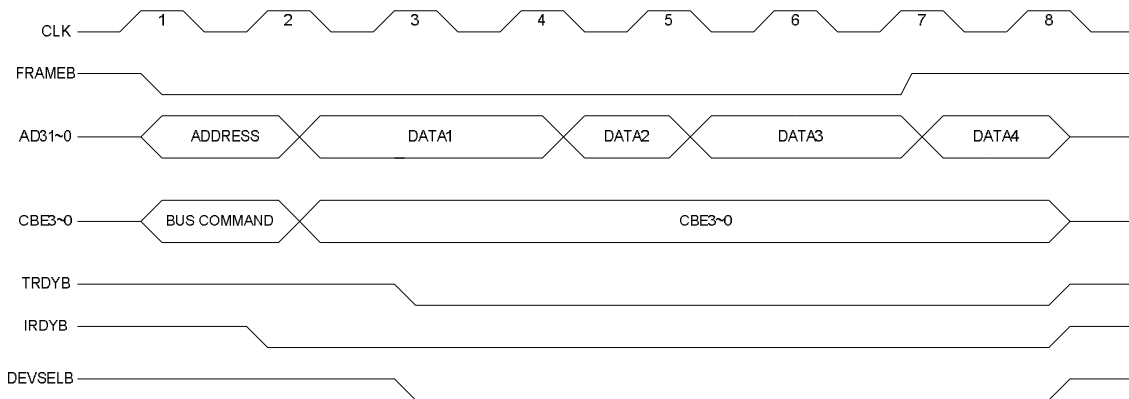 1 2 3 4 5 6 7 8
CLK
FRAMEB
AD31~0 ADDRESS DATA1 DATA2 DATA3 DATA4
CBE3~0 BUS COMMAND CBE3~0
TRDYB
IRDYB
DEVSELB